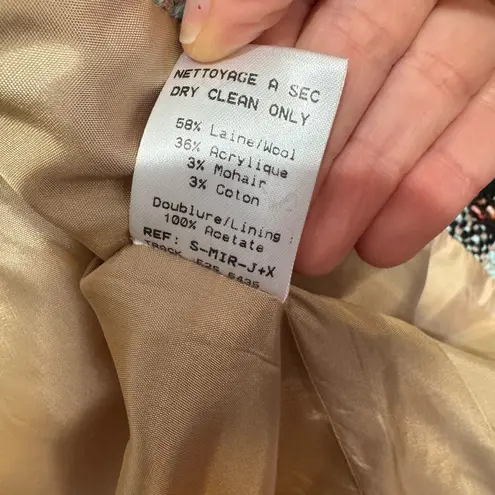 NETTOYAGE A SEC
DRY CLEAN ONLY
58% Laine/Wool
36% Acrylique
3% Mohair
3% Coton
Doublure/Lining :
100% Acetate
REF: S-MIR-J+X